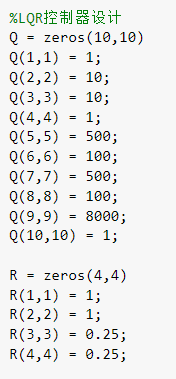 %LQR控制器设计
Q = zeros(10,10)
Q(1,1) = 1;
Q(2,2) = 10;
Q(3,3) = 10;
Q(4,4) = 1;
Q(5,5) = 500;
Q(6,6) = 100;
Q(7,7) = 500;
Q(8,8) = 100;
Q(9,9) = 8000;
Q(10,10) = 1;
R = zeros(4,4)
R(1,1) = 1;
R(2,2) = 1;
R(3,3) = 0.25;
R(4,4) = 0.25;